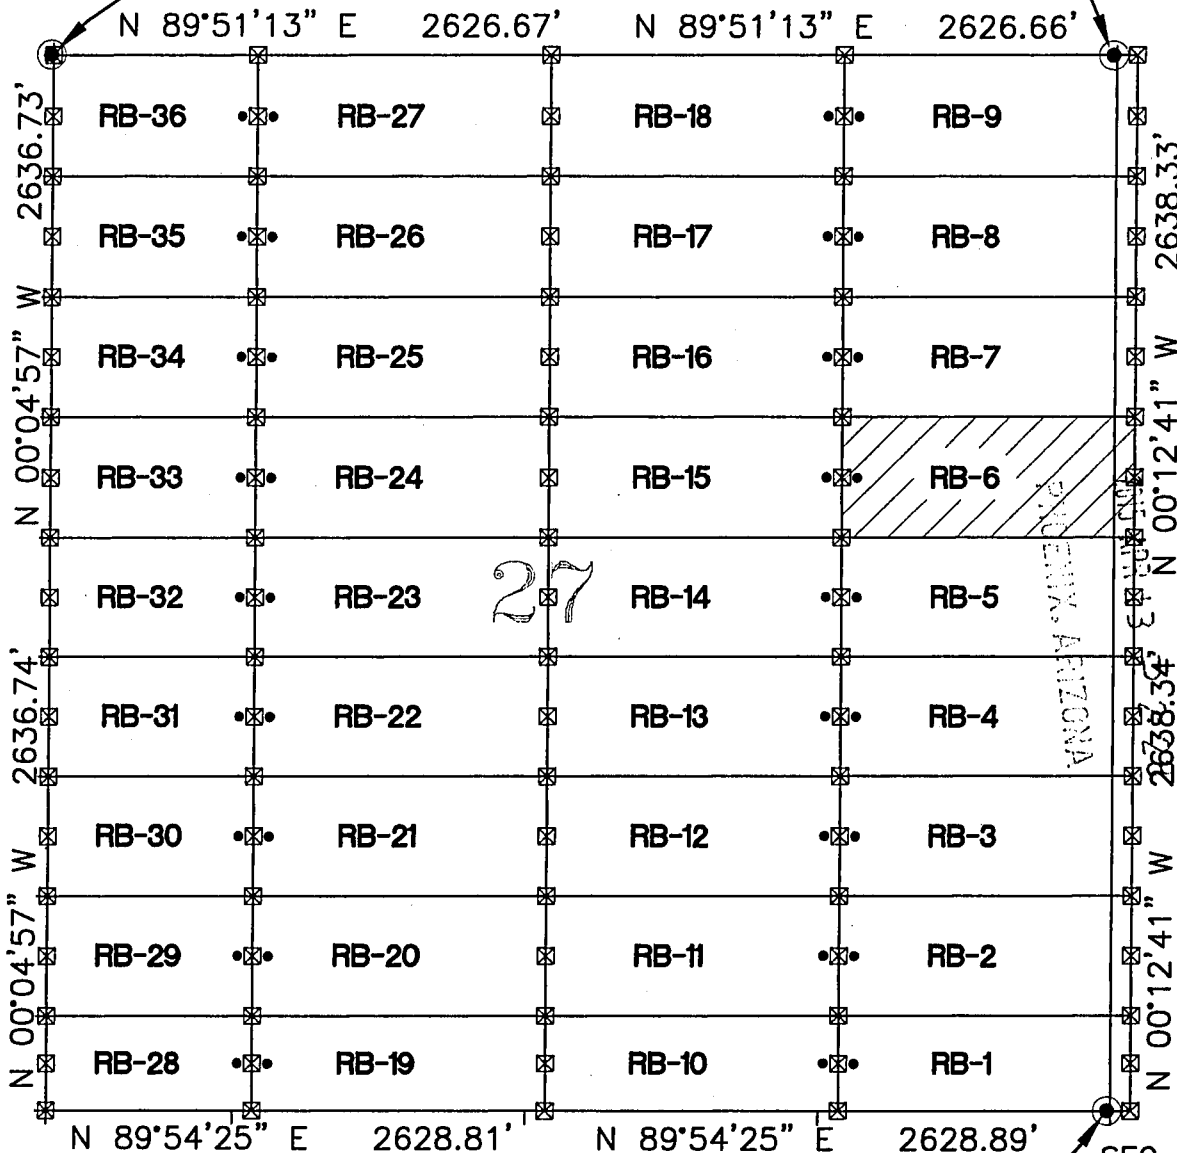 N 89°51'13" E 2626.67' N 89°51'13" E 2626.66'
2636.73'
N 00°04'57" W
2636.74'
N 00°04'57" W
RB-36 RB-27 RB-18 RB-9
RB-35 RB-26 RB-17 RB-8
RB-34 RB-25 RB-16 RB-7
RB-33 RB-24 RB-15 RB-6
RB-32 RB-23 RB-14 RB-5
27
RB-31 RB-22 RB-13 RB-4
RB-30 RB-21 RB-12 RB-3
RB-29 RB-20 RB-11 RB-2
RB-28 RB-19 RB-10 RB-1
2638.33'
N 00°12'41" W
2638.34'
N 00°12'41" W
PHOENIX, ARIZONA
N 89°54'25" E 2628.81' N 89°54'25" E 2628.89'